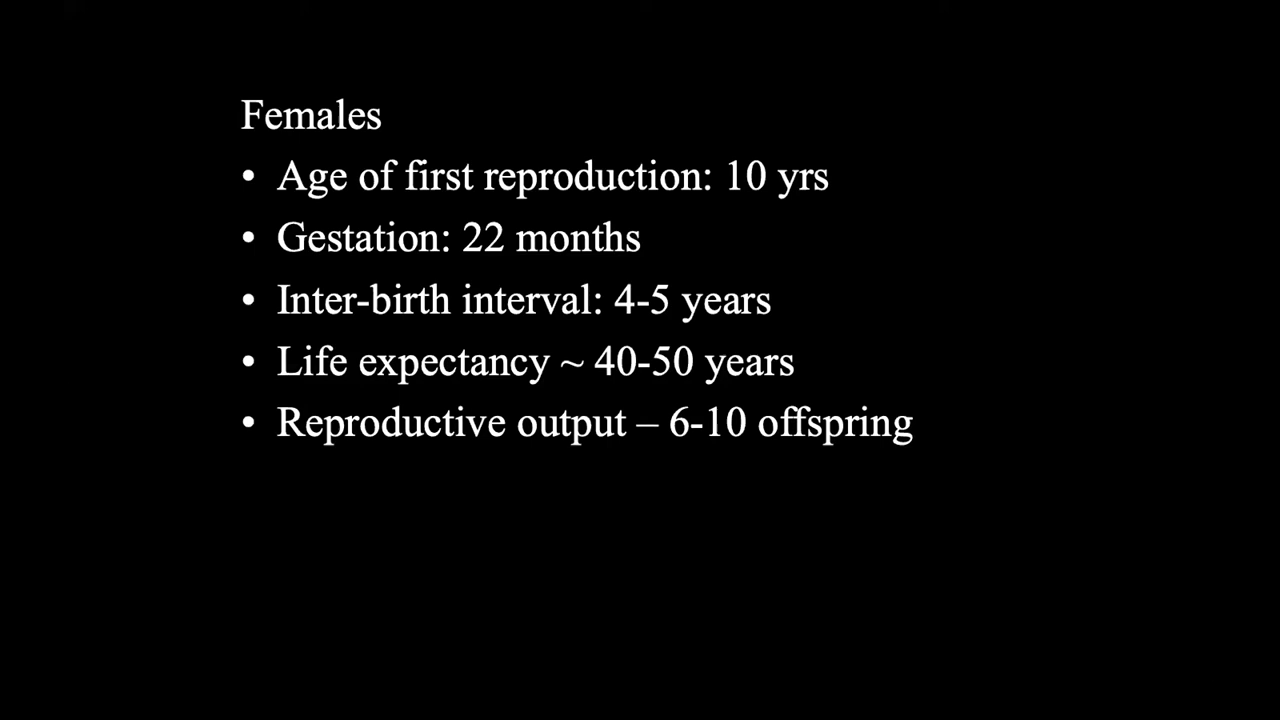 Females
• Age of first reproduction: 10 yrs
• Gestation: 22 months
• Inter-birth interval: 4-5 years
• Life expectancy ~ 40-50 years
• Reproductive output – 6-10 offspring